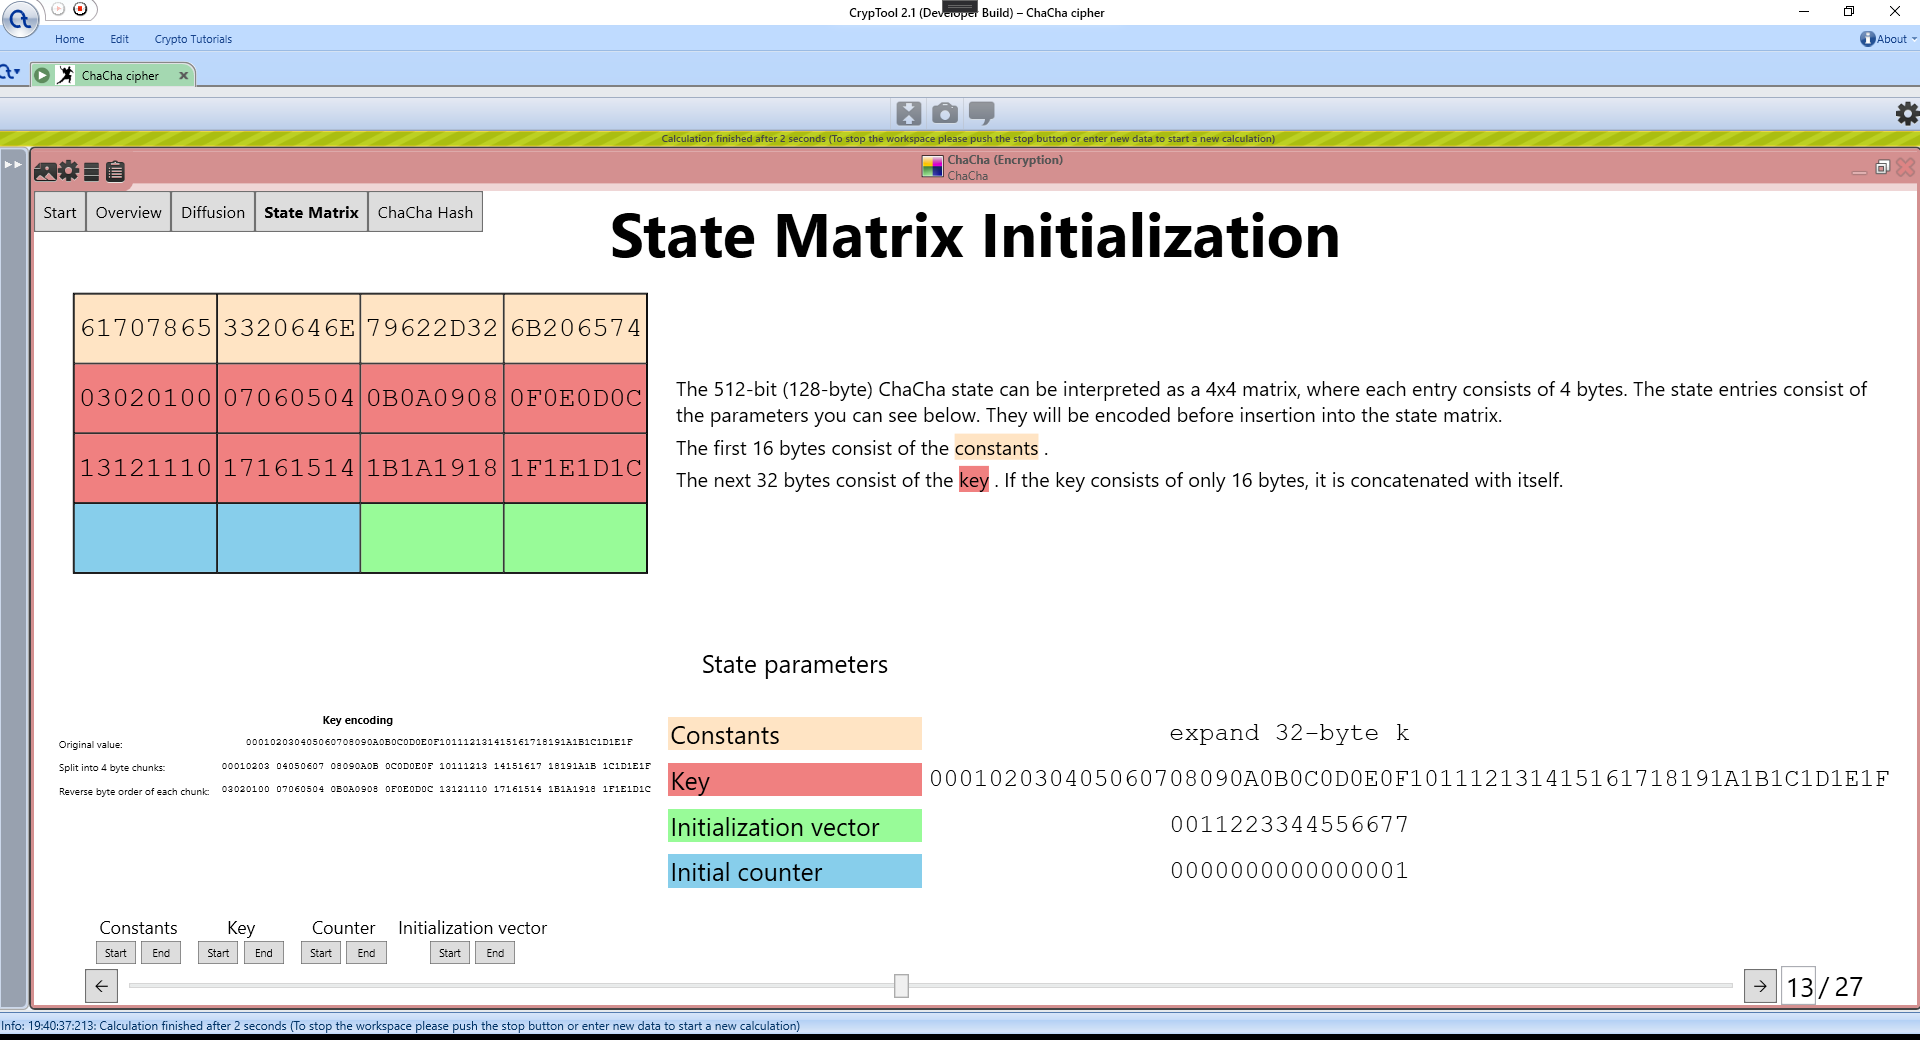 CrypTool 2.1 (Developer Build) – ChaCha cipher
Home Edit Crypto Tutorials About
ChaCha cipher
Calculation finished after 2 seconds (To stop the workspace please push the stop button or enter new data to start a new calculation)
ChaCha (Encryption)
ChaCha
Start Overview Diffusion State Matrix ChaCha Hash
State Matrix Initialization
61707865 3320646E 79622D32 6B206574
03020100 07060504 0B0A0908 0F0E0D0C
13121110 17161514 1B1A1918 1F1E1D1C
The 512-bit (128-byte) ChaCha state can be interpreted as a 4x4 matrix, where each entry consists of 4 bytes. The state entries consist of
the parameters you can see below. They will be encoded before insertion into the state matrix.
The first 16 bytes consist of the constants .
The next 32 bytes consist of the key . If the key consists of only 16 bytes, it is concatenated with itself.
State parameters
Key encoding
Original value: 000102030405060708090A0B0C0D0E0F101112131415161718191A1B1C1D1E1F
Split into 4 byte chunks: 00010203 04050607 08090A0B 0C0D0E0F 10111213 14151617 18191A1B 1C1D1E1F
Reverse byte order of each chunk: 03020100 07060504 0B0A0908 0F0E0D0C 13121110 17161514 1B1A1918 1F1E1D1C
Constants expand 32-byte k
Key 000102030405060708090A0B0C0D0E0F101112131415161718191A1B1C1D1E1F
Initialization vector 0011223344556677
Initial counter 0000000000000001
Constants Key Counter Initialization vector
Start End Start End Start End Start End
13 / 27
Info: 19:40:37:213: Calculation finished after 2 seconds (To stop the workspace please push the stop button or enter new data to start a new calculation)